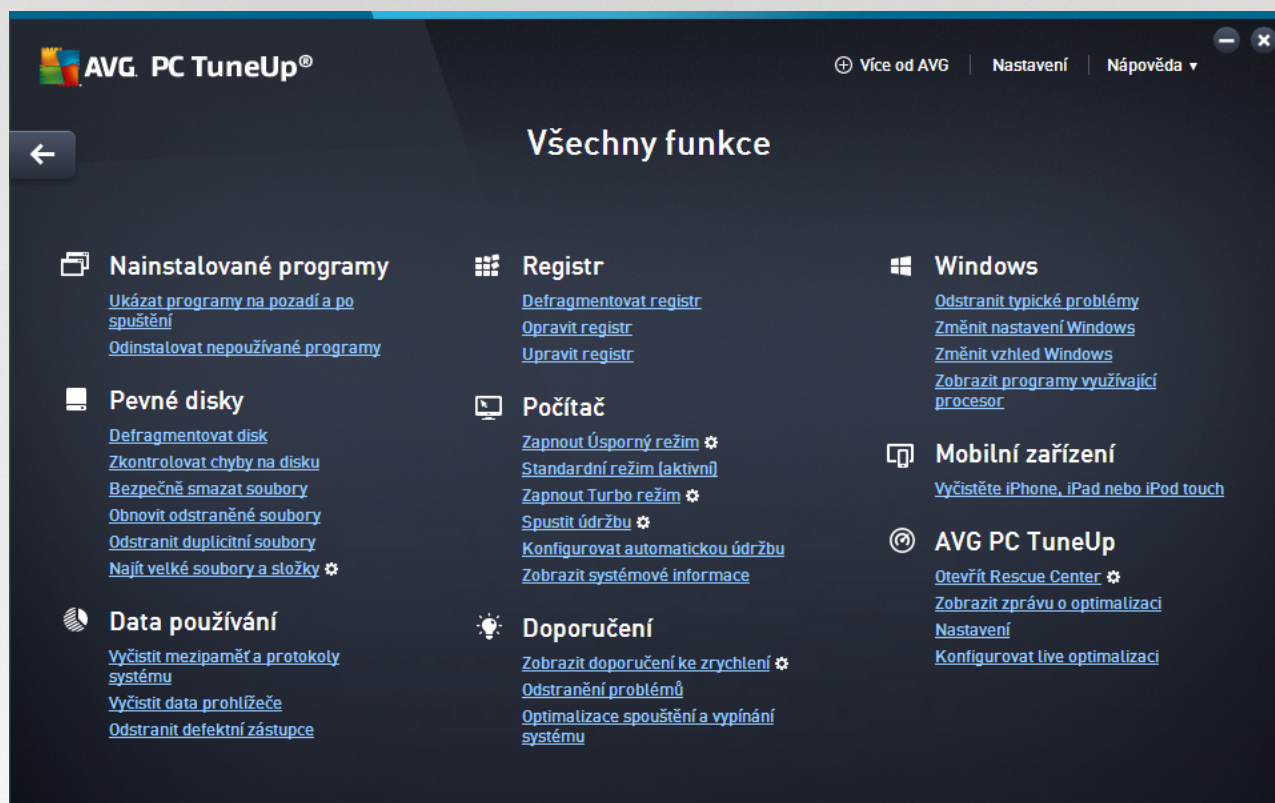 AVG. PC TuneUp®
Více od AVG
Nastavení
Nápověda
Všechny funkce
Nainstalované programy
Ukázat programy na pozadí a po
spuštění
Odinstalovat nepoužívané programy
Pevné disky
Defragmentovat disk
Zkontrolovat chyby na disku
Bezpečně smazat soubory
Obnovit odstraněné soubory
Odstranit duplicitní soubory
Najít velké soubory a složky
Data používání
Vyčistit mezipaměť a protokoly
systému
Vyčistit data prohlížeče
Odstranit defektní zástupce
Registr
Defragmentovat registr
Opravit registr
Upravit registr
Počítač
Zapnout Úsporný režim
Standardní režim (aktivní)
Zapnout Turbo režim
Spustit údržbu
Konfigurovat automatickou údržbu
Zobrazit systémové informace
Doporučení
Zobrazit doporučení ke zrychlení
Odstranění problémů
Optimalizace spouštění a vypínání
systému
Windows
Odstranit typické problémy
Změnit nastavení Windows
Změnit vzhled Windows
Zobrazit programy využívající
procesor
Mobilní zařízení
Vyčistěte iPhone, iPad nebo iPod touch
AVG PC TuneUp
Otevřít Rescue Center
Zobrazit zprávu o optimalizaci
Nastavení
Konfigurovat live optimalizaci